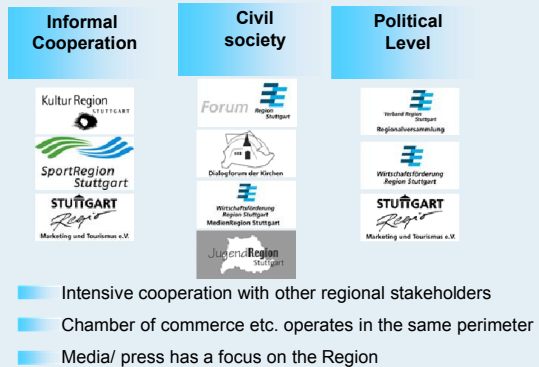 Informal
Cooperation
Kultur Region
STUTTGART
SportRegion
Stuttgart
STUTTGART
Regio
Marketing und Tourismus e.V.
Civil
society
Forum
Region
Stuttgart
Dialogforum der Kirchen
Wirtschaftsförderung
Region Stuttgart
MedienRegion Stuttgart
JugendRegion
Stuttgart
Political
Level
Verband Region
Stuttgart
Regionalversammlung
Wirtschaftsförderung
Region Stuttgart
STUTTGART
Regio
Marketing und Tourismus e.V.
Intensive cooperation with other regional stakeholders
Chamber of commerce etc. operates in the same perimeter
Media/ press has a focus on the Region